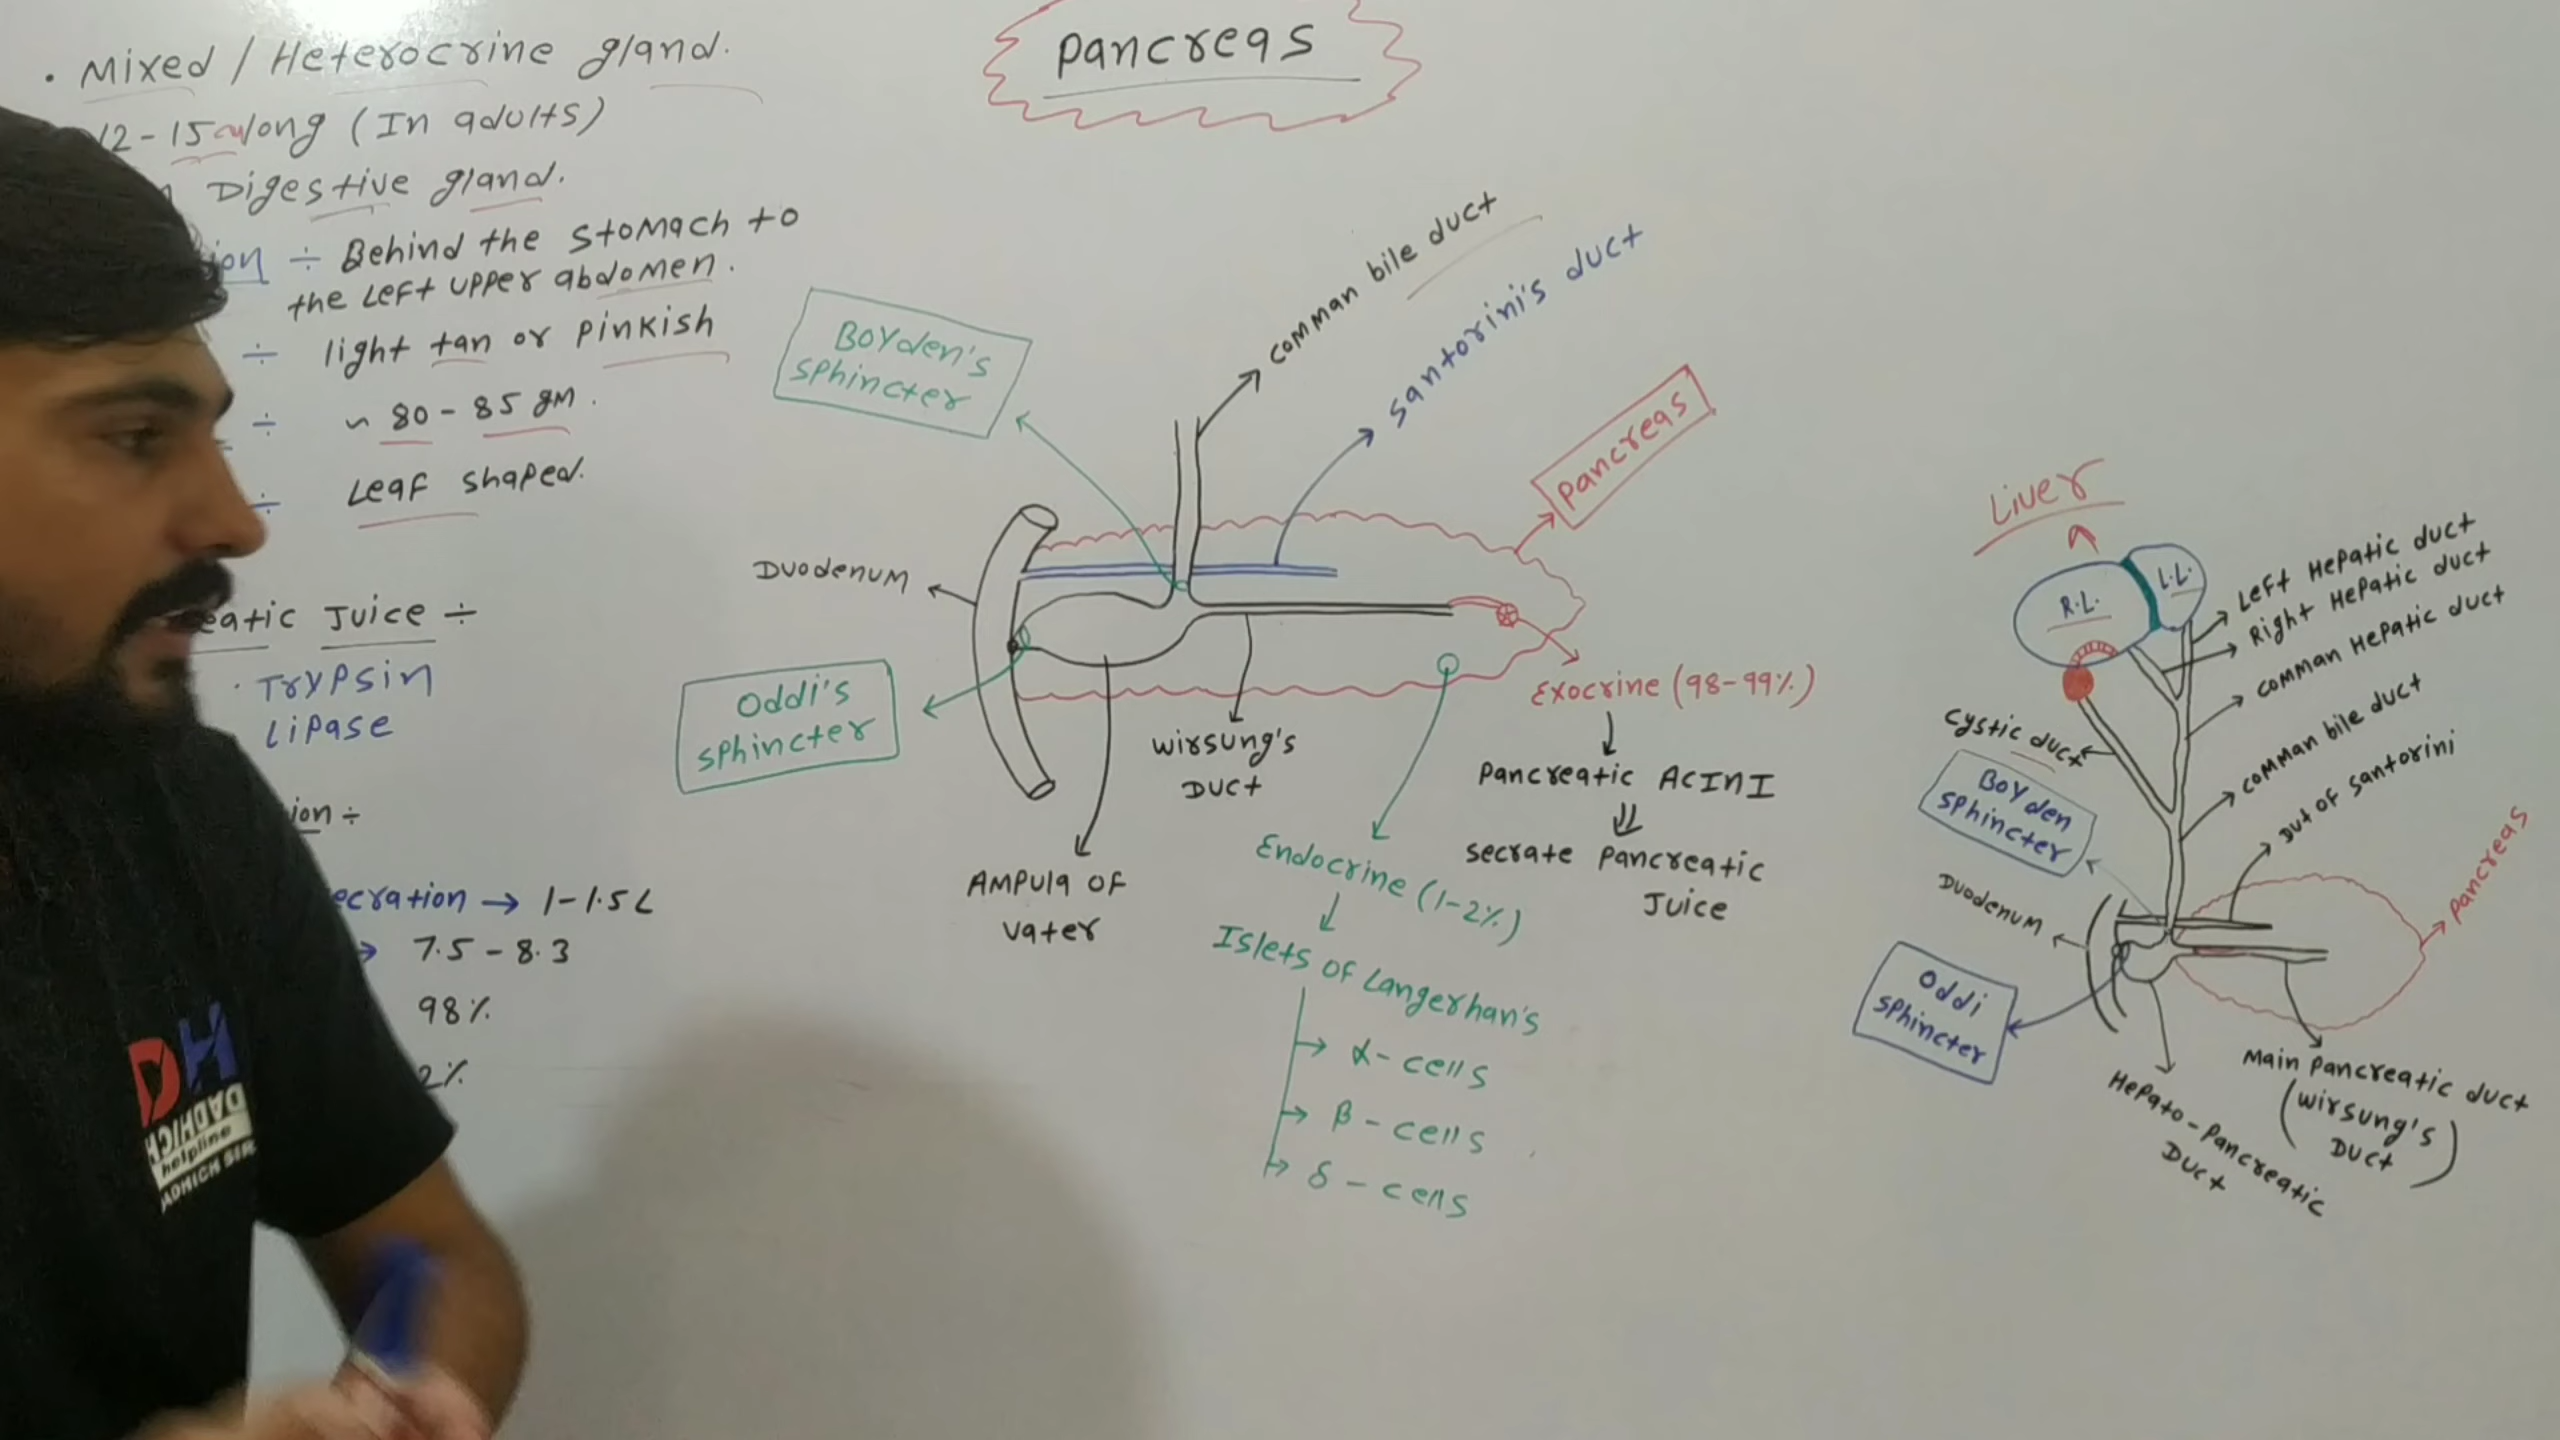 Pancreas
• Mixed / Heterocrine gland.
12-15 cm long (In adults)
Digestive gland.
÷ Behind the stomach to
the Left upper abdomen.
÷ light tan or Pinkish
÷ ~ 80-85 gm.
÷ Leaf shaped.
Juice ÷
• Trypsin
Lipase
÷
→ 1-1.5 L
→ 7.5 - 8.3
98%
2%
DH
DADHICH
helpline
Boyden's
sphincter
comman bile duct
santorini's duct
Pancreas
Duodenum
Oddi's
sphincter
Ampula of
vater
Wirsung's
Duct
Exocrine (98-99%)
Pancreatic ACINI
secrate Pancreatic
Juice
Endocrine (1-2%)
Islets of Langerhan's
α-cells
β-cells
δ-cells
Liver
R.L.
L.L.
Left Hepatic duct
Right Hepatic duct
comman Hepatic duct
cystic duct
comman bile duct
Dut of santorini
Boyden
sphincter
Duodenum
Pancreas
Oddi
sphincter
Main pancreatic duct
(Wirsung's
Duct)
Hepato-pancreatic
Duct